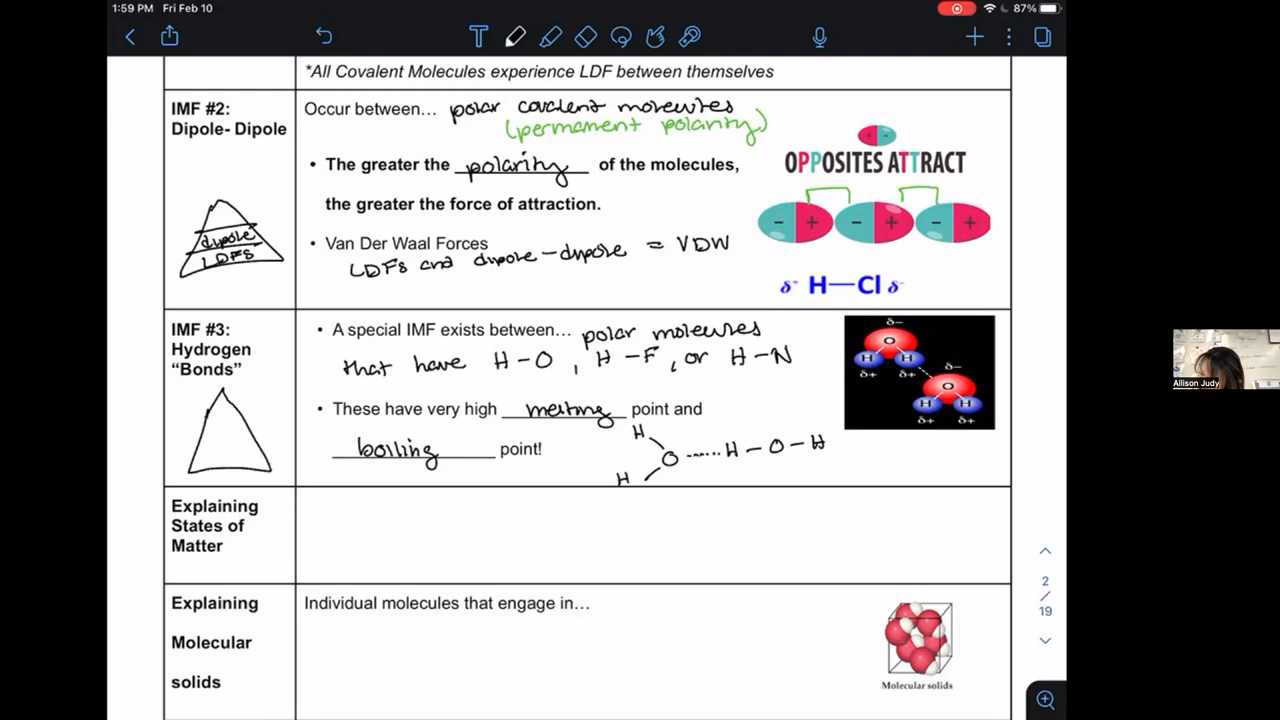 1:59 PM Fri Feb 10
87%
*All Covalent Molecules experience LDF between themselves
IMF #2:
Dipole- Dipole
dipole
LDFs
Occur between... polar covalent molecules
(permanent polarity)
• The greater the polarity of the molecules,
the greater the force of attraction.
• Van Der Waal Forces
LDFs and dipole-dipole = VDW
+ -
OPPOSITES ATTRACT
- + - + - +
δ+ H—Cl δ-
IMF #3:
Hydrogen
“Bonds”
• A special IMF exists between... polar molecules
that have H-O, H-F, or H-N
• These have very high melting point and
boiling point!
H
O ...... H - O - H
H
δ-
O
H H
δ+ δ+
δ-
O
H H
δ+ δ+
Explaining
States of
Matter
Explaining
Molecular
solids
Individual molecules that engage in...
Molecular solids
2
/
19
Allison Judy